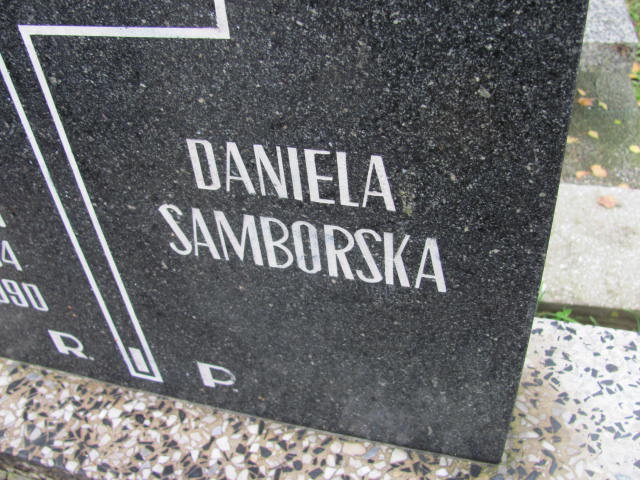 DANIELA
SAMBORSKA
R. P.